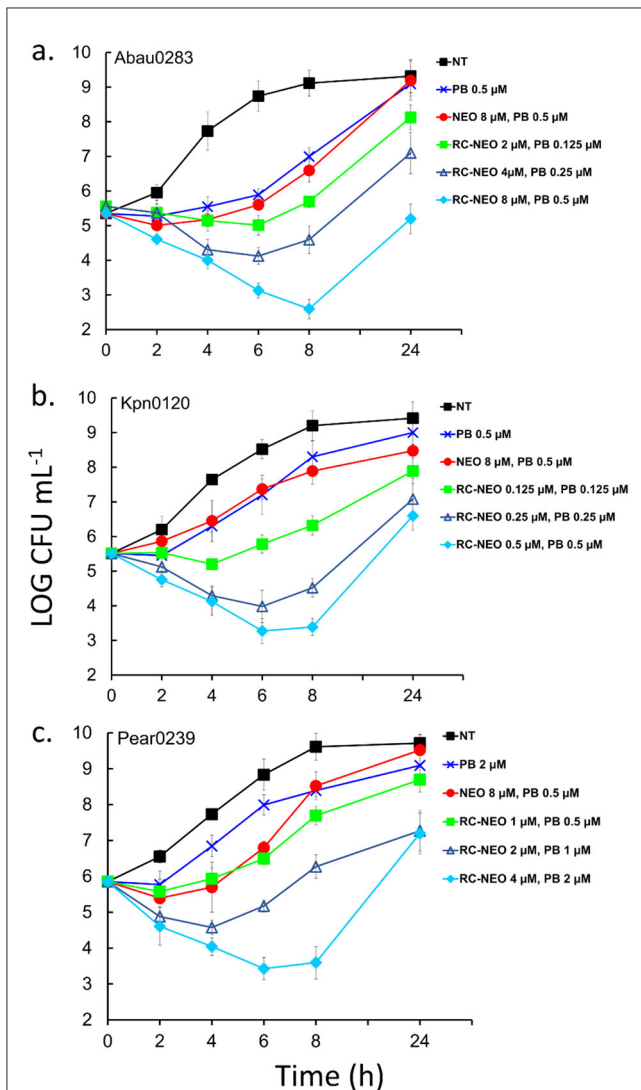 a.
Abau0283
10
9
8
7
6
5
4
3
2
0 2 4 6 8 24
NT
PB 0.5 µM
NEO 8 µM, PB 0.5 µM
RC-NEO 2 µM, PB 0.125 µM
RC-NEO 4µM, PB 0.25 µM
RC-NEO 8 µM, PB 0.5 µM
b.
Kpn0120
10
9
8
7
6
5
4
3
2
0 2 4 6 8 24
NT
PB 0.5 µM
NEO 8 µM, PB 0.5 µM
RC-NEO 0.125 µM, PB 0.125 µM
RC-NEO 0.25 µM, PB 0.25 µM
RC-NEO 0.5 µM, PB 0.5 µM
LOG CFU mL⁻¹
c.
Pear0239
10
9
8
7
6
5
4
3
2
0 2 4 6 8 24
NT
PB 2 µM
NEO 8 µM, PB 0.5 µM
RC-NEO 1 µM, PB 0.5 µM
RC-NEO 2 µM, PB 1 µM
RC-NEO 4 µM, PB 2 µM
Time (h)